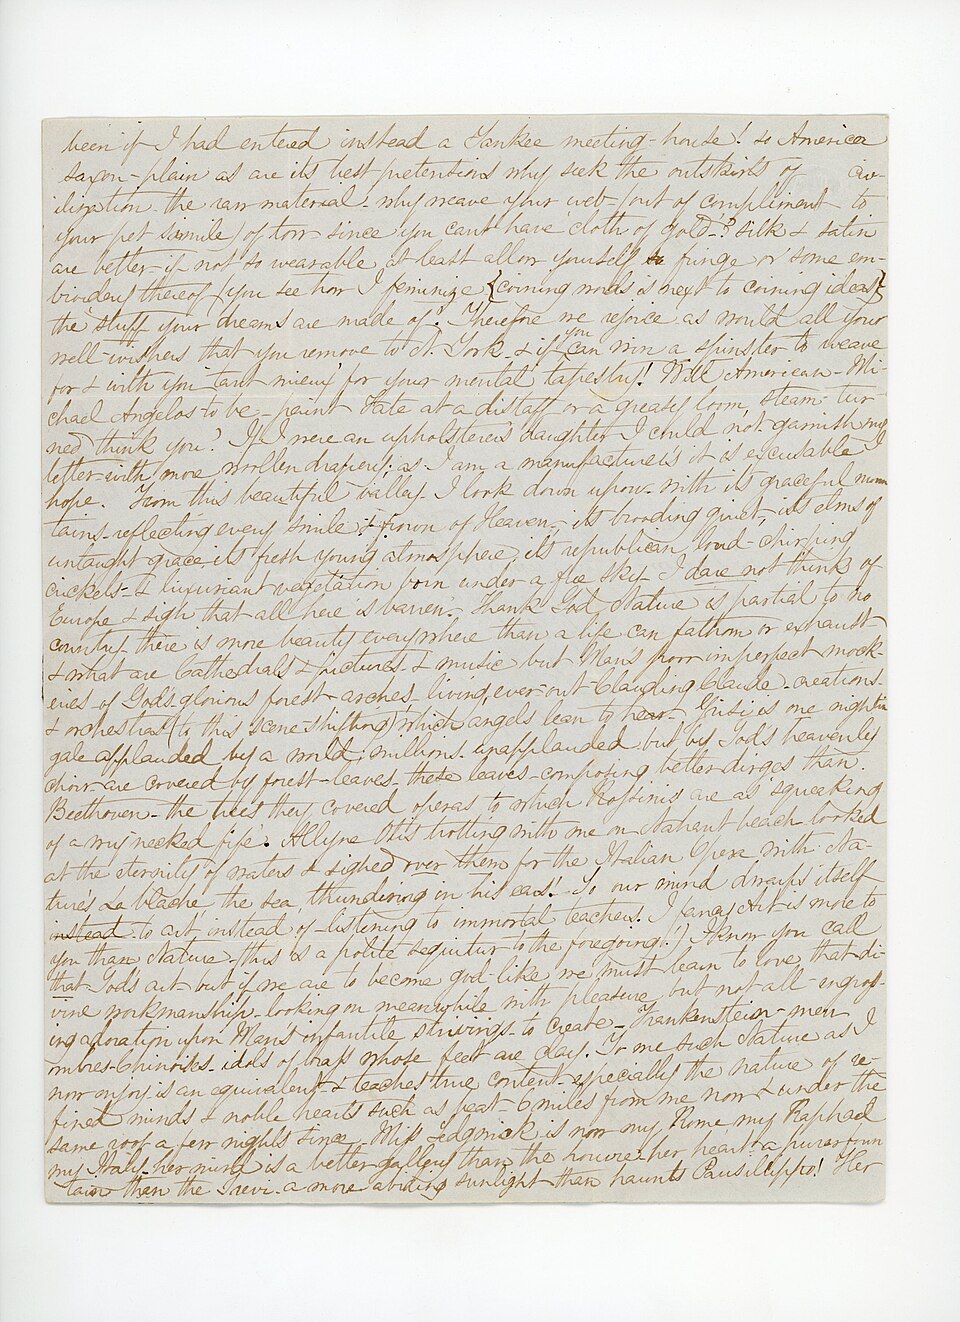 been if I had entered instead a Yankee meeting-house! so America
saxon-plain as are its best pretensions why seek the outskirts of civ-
ilization the raw material. why weave your web (out of compliment to
your pet simile) of tow since you cant have cloth of gold? silk & satin
are better if not so wearable at least allow yourself a fringe or some em-
broidery thereof (you see how I feminize {coining words is next to coining ideas}
the stuff your dreams are made of? Therefore we rejoice as would all your
well-wishers that you remove to N. York & if you can win a spinster to weave
for & with you tant mieux for your mental tapestry! Will American Mi-
chael Angelos to be paint Fate at a distaff or a greasy loom, steam-tur-
ned think you? If I were an upholsterer's daughter I could not garnish my
letter with more woollen drapery. as I am a manufacturer's it is excusable I
hope. From this beautiful valley I look down upon with its graceful moun
tains reflecting every smile & frown of Heaven its brooding quiet, its elms of
untaught grace its fresh young atmosphere its republican, loud-chirping
crickets & luxuriant vegetation born under a free sky I dare not think of
Europe & sigh that all here is barren. Thank God, Nature is partial to no
country there is more beauty everywhere than a life can fathom or exhaust
& what are Cathedrals & pictures & music but Man's poor imperfect mock-
eries of God's glorious forest-arches, living, ever-out-Clauding Claude creations
& orchestras (to this scene-shifting) which angels lean to hear. Grisi is one nightin
gale applauded by a world; millions unapplauded but by God's heavenly
choir are covered by forest-leaves these leaves composing better dirges than
Beethoven the trees they covered operas to which Rossini's are as 'squeaking
of a wry necked fife'. Allyne Otis trotting with me on Nahant beach looked
at the eternity of waters & sighed over them for the Italian Opera with Na-
ture's La blache the sea, thundering in his ears! So our mind dwarfs itself
instead to art instead of listening to immortal teachers. I fancy Art is more to
you than Nature (this is a polite sequitur to the foregoing!) I know you call
that God's art but if we are to become god-like we must learn to love that di-
vine workmanship looking on meanwhile with pleasure but not all-engros-
ing adoration upon Man's infantile strivings to create Frankenstein-men
ombres-Chinoises idols of brass whose feet are clay. To me such Nature as I
now enjoy is an equivalent & teaches true content especially the nature of re-
fined minds & noble hearts such as beat 6 miles from me now & under the
same roof a few nights since. Miss Sedgwick is now my Rome my Raphael
my Italy her mind is a better gallery than the Louvre her heart a purer foun
tain than the Trevi a more abiding sunlight than haunts Pausilippo! Her